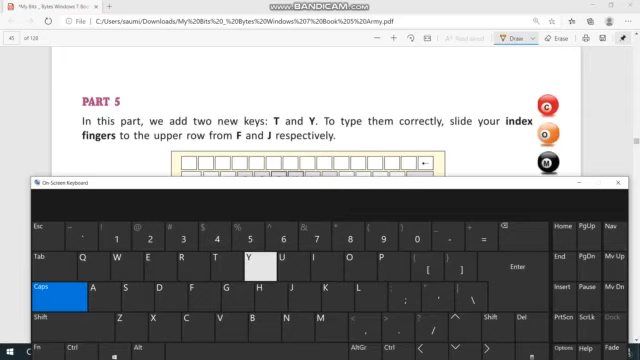 WWW.BANDICAM.COM
*My Bits _ Bytes Windows 7 Book
File
C:/Users/saumi/Downloads/My%20Bits%20_%20Bytes%20Windows%207%20Book%205%20Army.pdf
45 of 128
Read aloud
Draw
Erase
PART 5
In this part, we add two new keys: T and Y. To type them correctly, slide your index
fingers to the upper row from F and J respectively.
C
O
M
On-Screen Keyboard
Esc ~ ` ! 1 @ 2 # 3 $ 4 % 5 ^ 6 & 7 * 8 ( 9 ) 0 _ - + = Home PgUp Nav
Tab Q W E R T Y U I O P { [ } ] Enter End PgDn Mv Up
Caps A S D F G H J K L : ; " ' | \ Insert Pause Mv Dn
Shift Z X C V B N M < , > . ? / Shift Del PrtScn ScrLk Dock
Fn Ctrl Alt AltGr Ctrl Options Help Fade